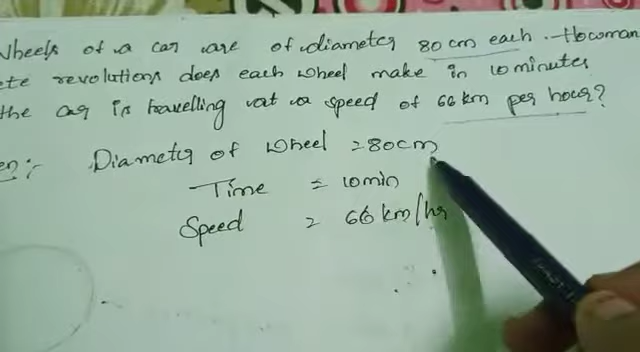 Wheels of a car are of diameter 80 cm each. Howman
ete revolutions does each wheel make in 10 minutes
the car is travelling at a speed of 66 km per hour?
en:- Diameter of wheel = 80cm
Time = 10min
Speed = 66 km/hr